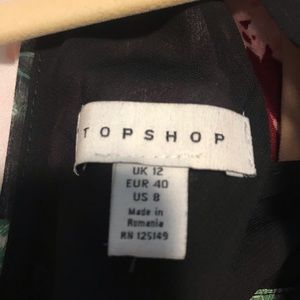 TOPSHOP
UK 12
EUR 40
US 8
Made in
Romania
RN 125149